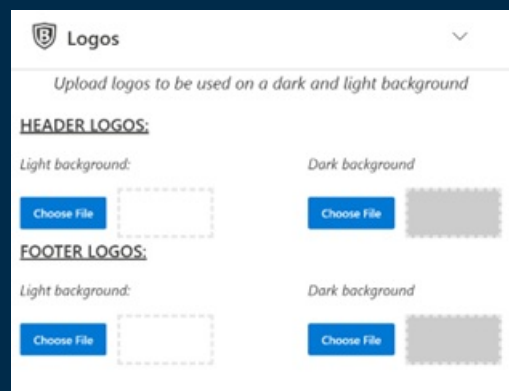 B Logos
Upload logos to be used on a dark and light background
HEADER LOGOS:
Light background: Dark background
Choose File Choose File
FOOTER LOGOS:
Light background: Dark background
Choose File Choose File